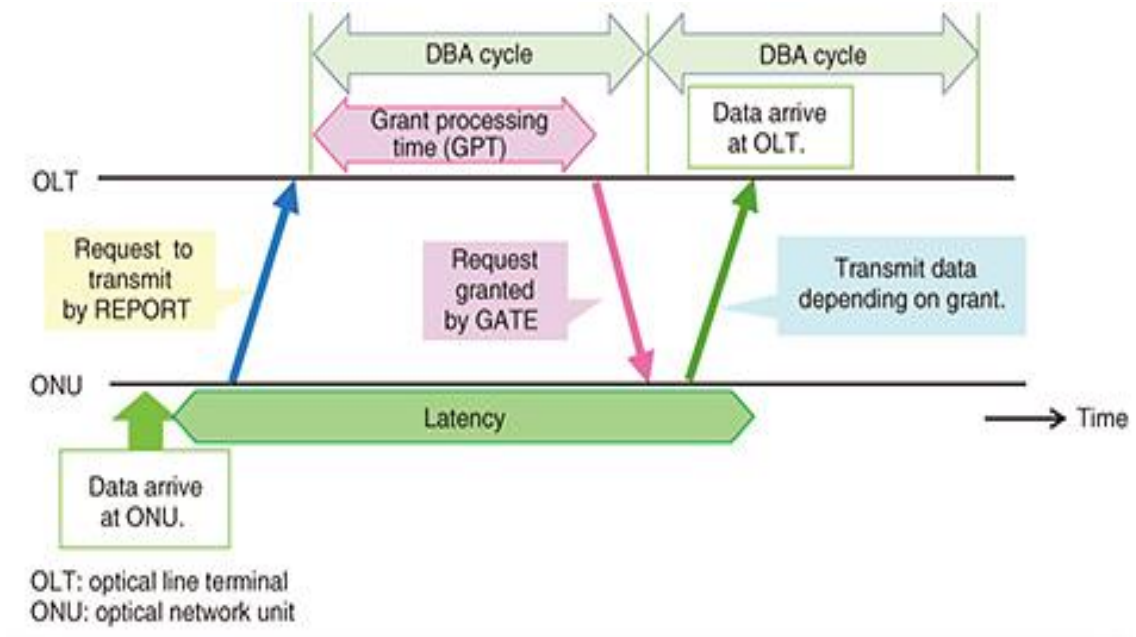 DBA cycle
DBA cycle
Grant processing
time (GPT)
Data arrive
at OLT.
OLT
Request to
transmit
by REPORT
Request
granted
by GATE
Transmit data
depending on grant.
ONU
Latency
Time
Data arrive
at ONU.
OLT: optical line terminal
ONU: optical network unit